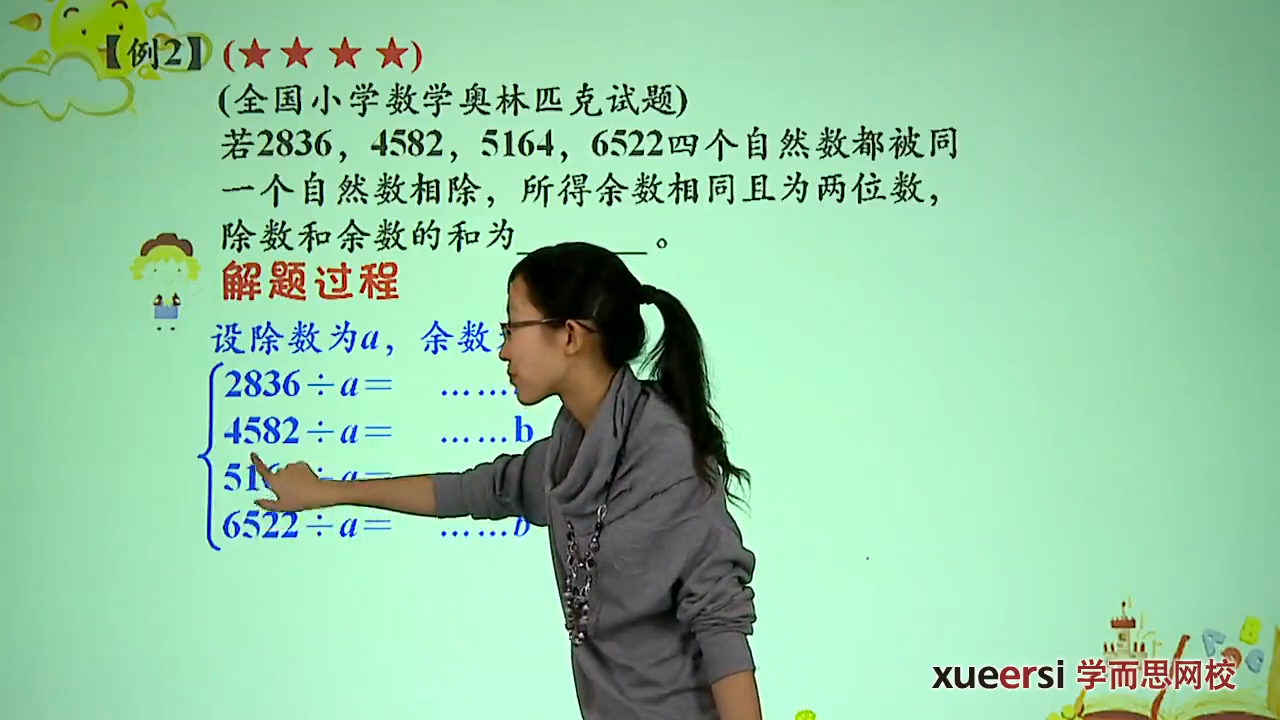 【例2】(★★★★)
(全国小学数学奥林匹克试题)
若2836，4582，5164，6522四个自然数都被同
一个自然数相除，所得余数相同且为两位数，
除数和余数的和为______。
解题过程
设除数为a，余数
2836÷a= ……
4582÷a= ……b
516 ÷a=
6522÷a= ……b
xueersi 学而思网校